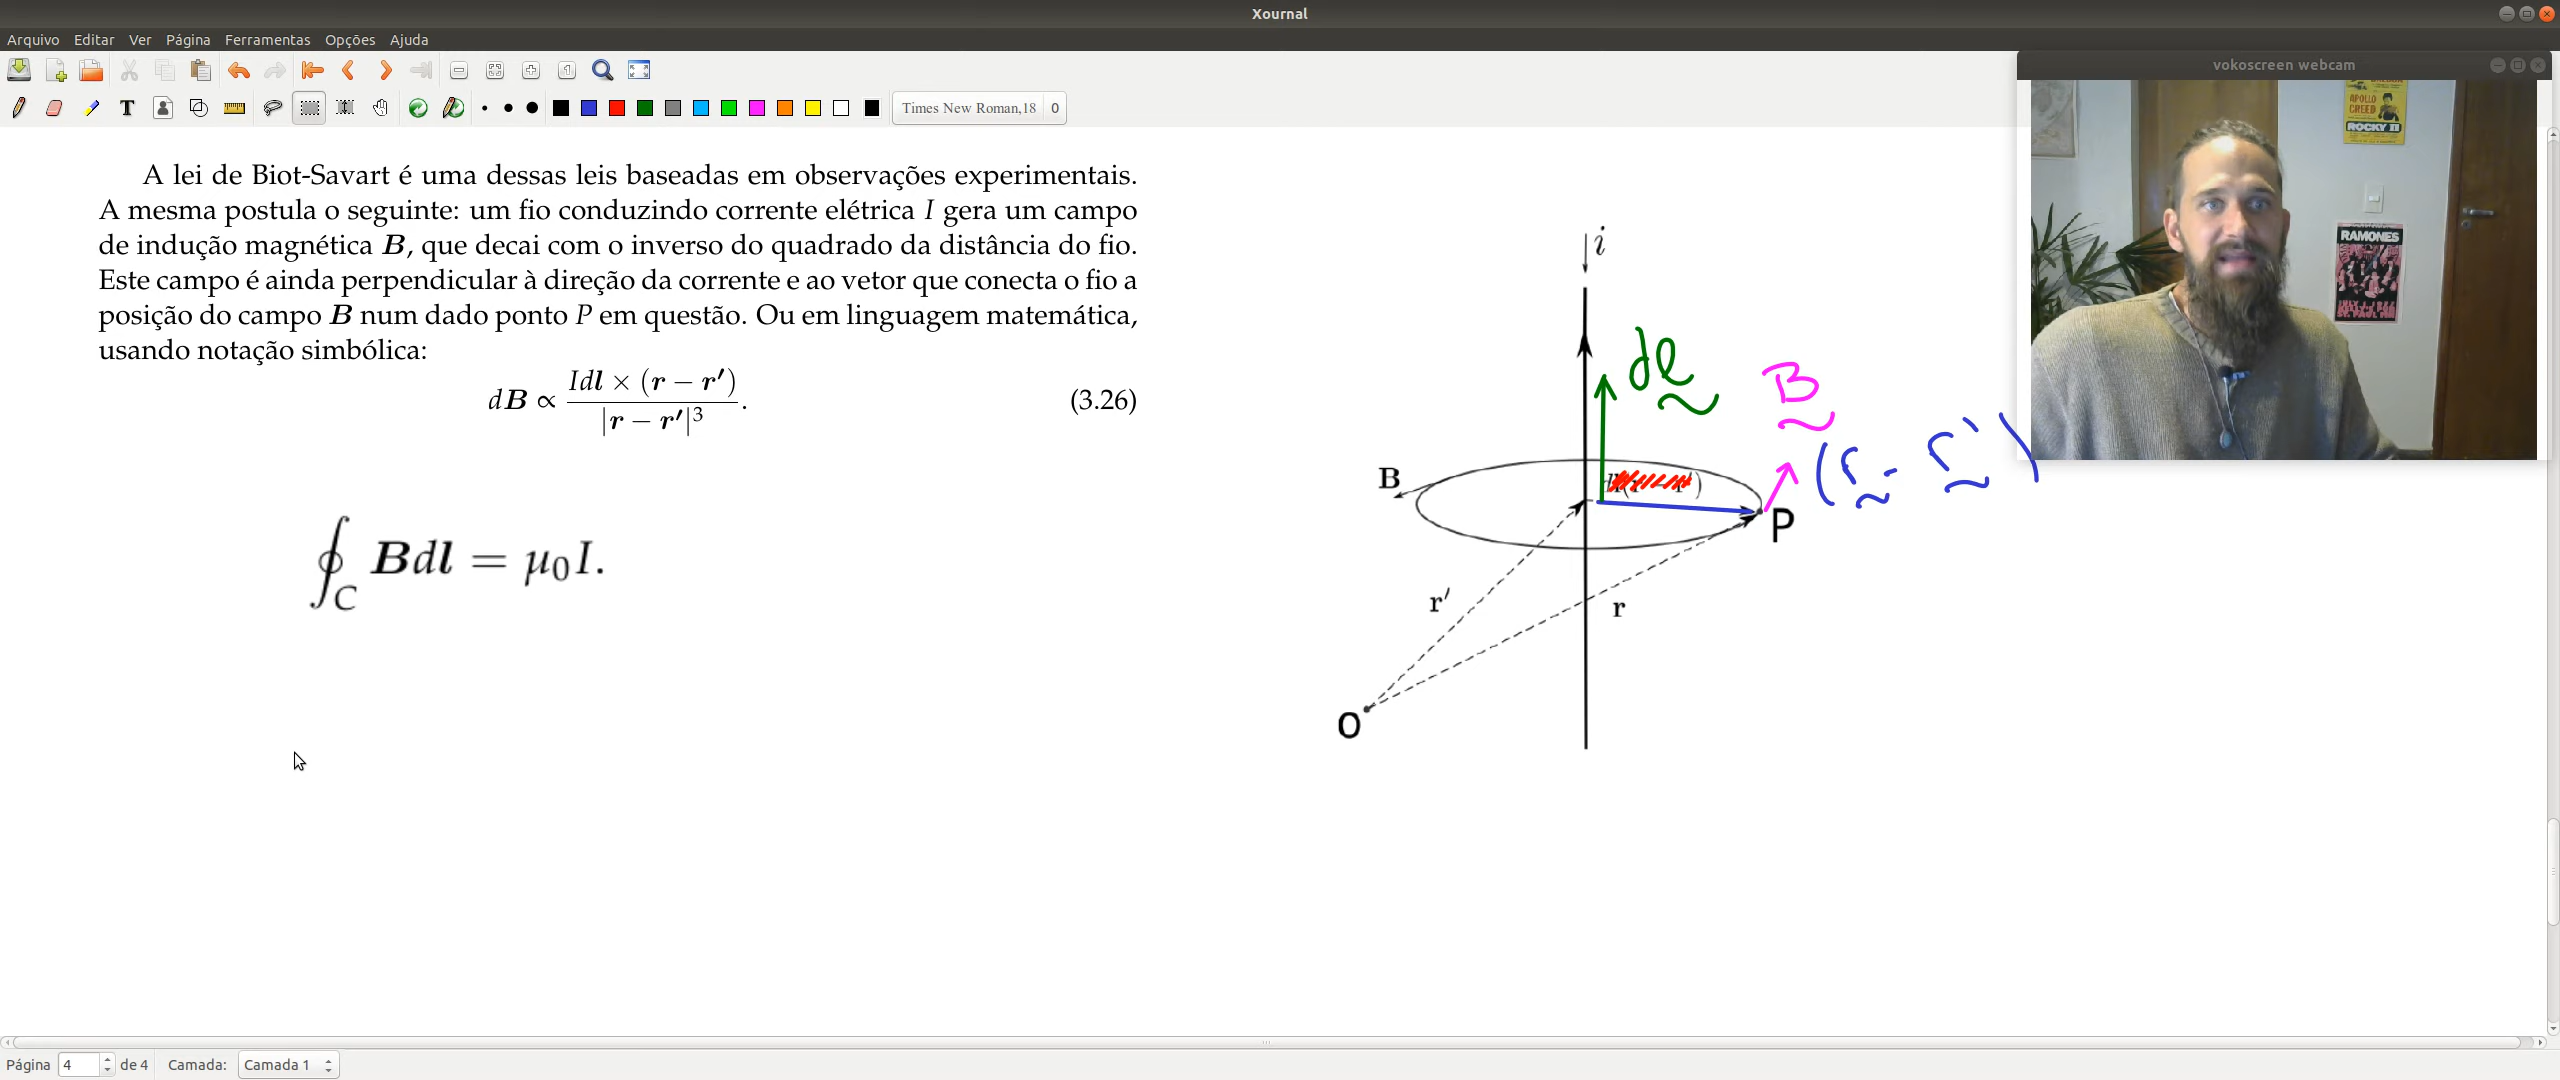 Xournal
Arquivo Editar Ver Página Ferramentas Opções Ajuda
vokoscreen webcam
Times New Roman,18 0
APOLLO
CREED
ROCKY II
RAMONES
A lei de Biot-Savart é uma dessas leis baseadas em observações experimentais.
A mesma postula o seguinte: um fio conduzindo corrente elétrica I gera um campo
de indução magnética B, que decai com o inverso do quadrado da distância do fio.
Este campo é ainda perpendicular à direção da corrente e ao vetor que conecta o fio a
posição do campo B num dado ponto P em questão. Ou em linguagem matemática,
usando notação simbólica:
dB ∝ Idl × (r − r′) / |r − r′|³. (3.26)
∮_C Bdl = μ₀I.
i
dl
B
(r - r')
B
P
r′
r
O
Página 4 de 4 Camada: Camada 1